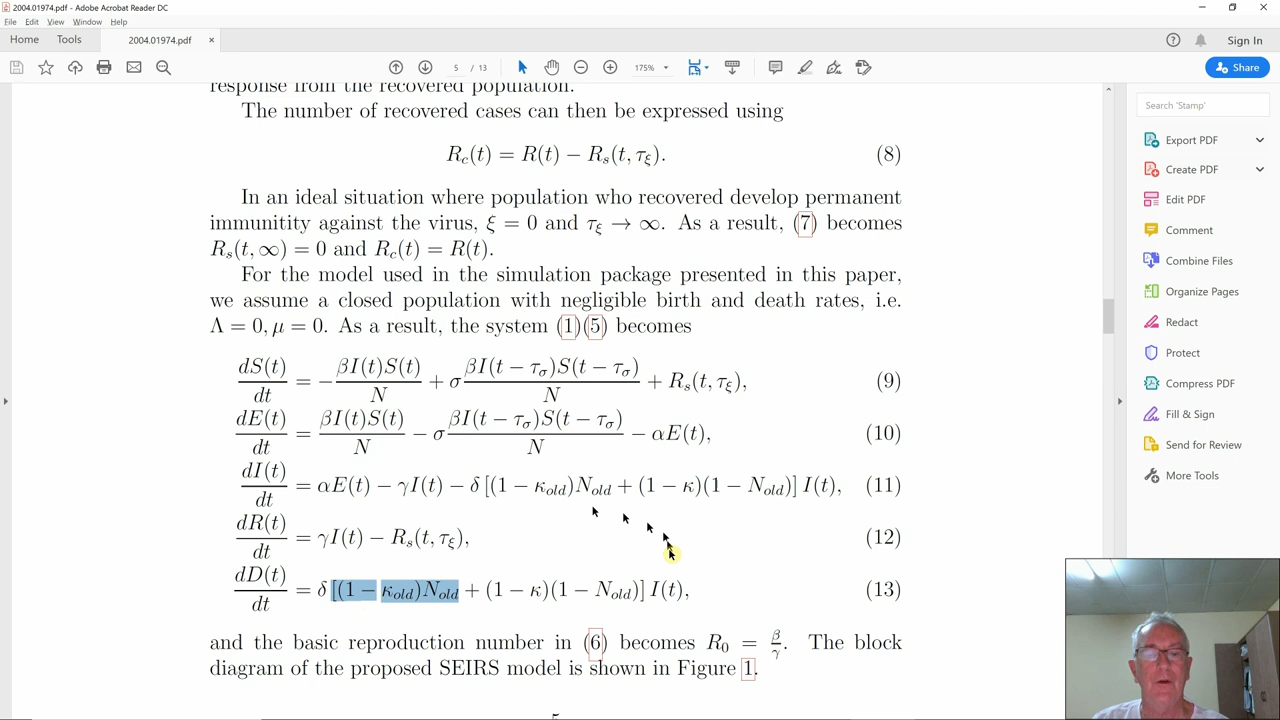 2004.01974.pdf - Adobe Acrobat Reader DC
File Edit View Window Help
Home Tools 2004.01974.pdf ×
Sign In
5 / 13 175%
Share
response from the recovered population.
The number of recovered cases can then be expressed using
R_c(t) = R(t) − R_s(t, τ_ξ). (8)
In an ideal situation where population who recovered develop permanent
immunitity against the virus, ξ = 0 and τ_ξ → ∞. As a result, (7) becomes
R_s(t, ∞) = 0 and R_c(t) = R(t).
For the model used in the simulation package presented in this paper,
we assume a closed population with negligible birth and death rates, i.e.
Λ = 0, μ = 0. As a result, the system (1)(5) becomes
dS(t)/dt = −βI(t)S(t)/N + σ βI(t − τ_σ)S(t − τ_σ)/N + R_s(t, τ_ξ), (9)
dE(t)/dt = βI(t)S(t)/N − σ βI(t − τ_σ)S(t − τ_σ)/N − αE(t), (10)
dI(t)/dt = αE(t) − γI(t) − δ [(1 − κ_old)N_old + (1 − κ)(1 − N_old)] I(t), (11)
dR(t)/dt = γI(t) − R_s(t, τ_ξ), (12)
dD(t)/dt = δ [(1 − κ_old)N_old + (1 − κ)(1 − N_old)] I(t), (13)
and the basic reproduction number in (6) becomes R_0 = β/γ. The block
diagram of the proposed SEIRS model is shown in Figure 1.
5
Search 'Stamp'
Export PDF
Create PDF
Edit PDF
Comment
Combine Files
Organize Pages
Redact
Protect
Compress PDF
Fill & Sign
Send for Review
More Tools